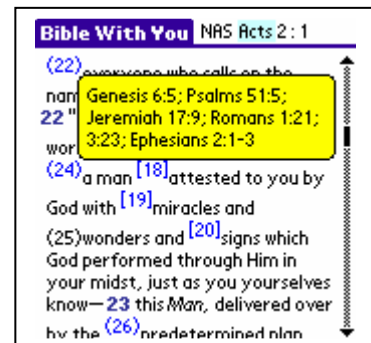 Bible With You NAS Acts 2 : 1
(22) everyone who calls on the
nam
Genesis 6:5; Psalms 51:5;
Jeremiah 17:9; Romans 1:21;
3:23; Ephesians 2:1-3
22 "
wor
(24) a man [18] attested to you by
God with [19] miracles and
(25)wonders and [20] signs which
God performed through Him in
your midst, just as you yourselves
know—23 this Man, delivered over
by the (26) predetermined plan